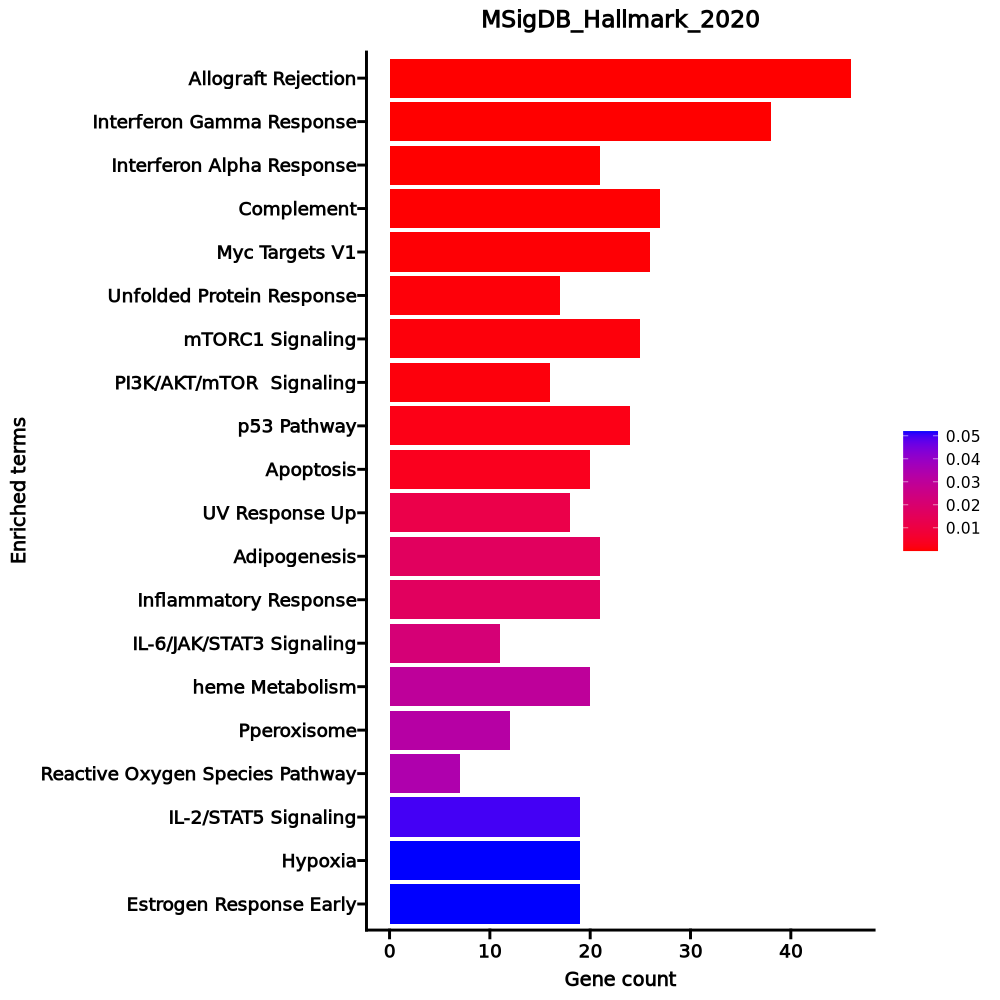 MSigDB_Hallmark_2020
Allograft Rejection
Interferon Gamma Response
Interferon Alpha Response
Complement
Myc Targets V1
Unfolded Protein Response
mTORC1 Signaling
PI3K/AKT/mTOR  Signaling
p53 Pathway
Apoptosis
UV Response Up
Adipogenesis
Inflammatory Response
IL-6/JAK/STAT3 Signaling
heme Metabolism
Pperoxisome
Reactive Oxygen Species Pathway
IL-2/STAT5 Signaling
Hypoxia
Estrogen Response Early
Enriched terms
0 10 20 30 40
Gene count
0.05
0.04
0.03
0.02
0.01